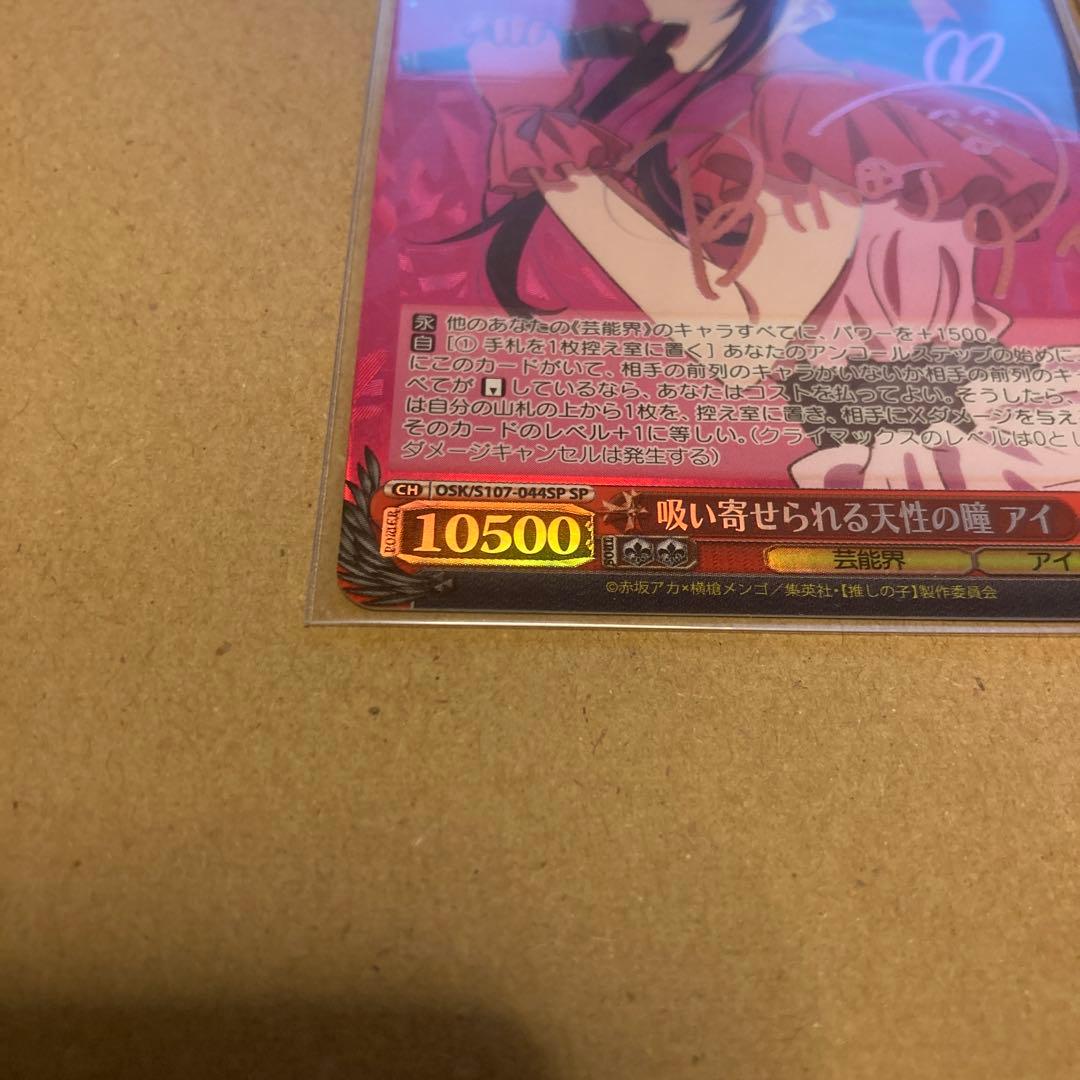 永 他のあなたの《芸能界》のキャラすべてに、パワーを+1500。
自 [① 手札を1枚控え室に置く] あなたのアンコールステップの始めに
にこのカードがいて、相手の前列のキャラがいないか相手の前列のキ
べてが しているなら、あなたはコストを払ってよい。そうしたら
は自分の山札の上から1枚を、控え室に置き、相手にXダメージを与え
そのカードのレベル+1に等しい。(クライマックスのレベルは0とし
ダメージキャンセルは発生する)
CH OSK/S107-044SP SP
POWER 10500 吸い寄せられる天性の瞳 アイ
SOUL 芸能界 アイ
©赤坂アカ×横槍メンゴ/集英社・【推しの子】製作委員会